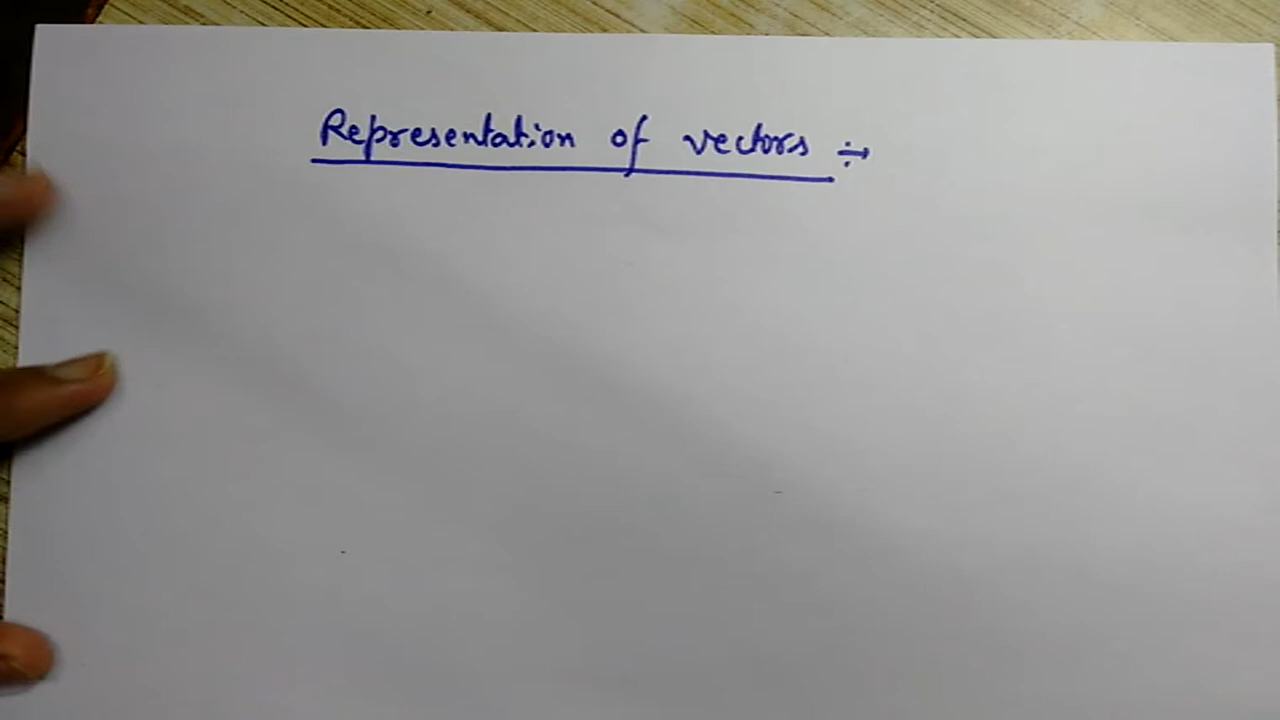 Representation of vectors :→